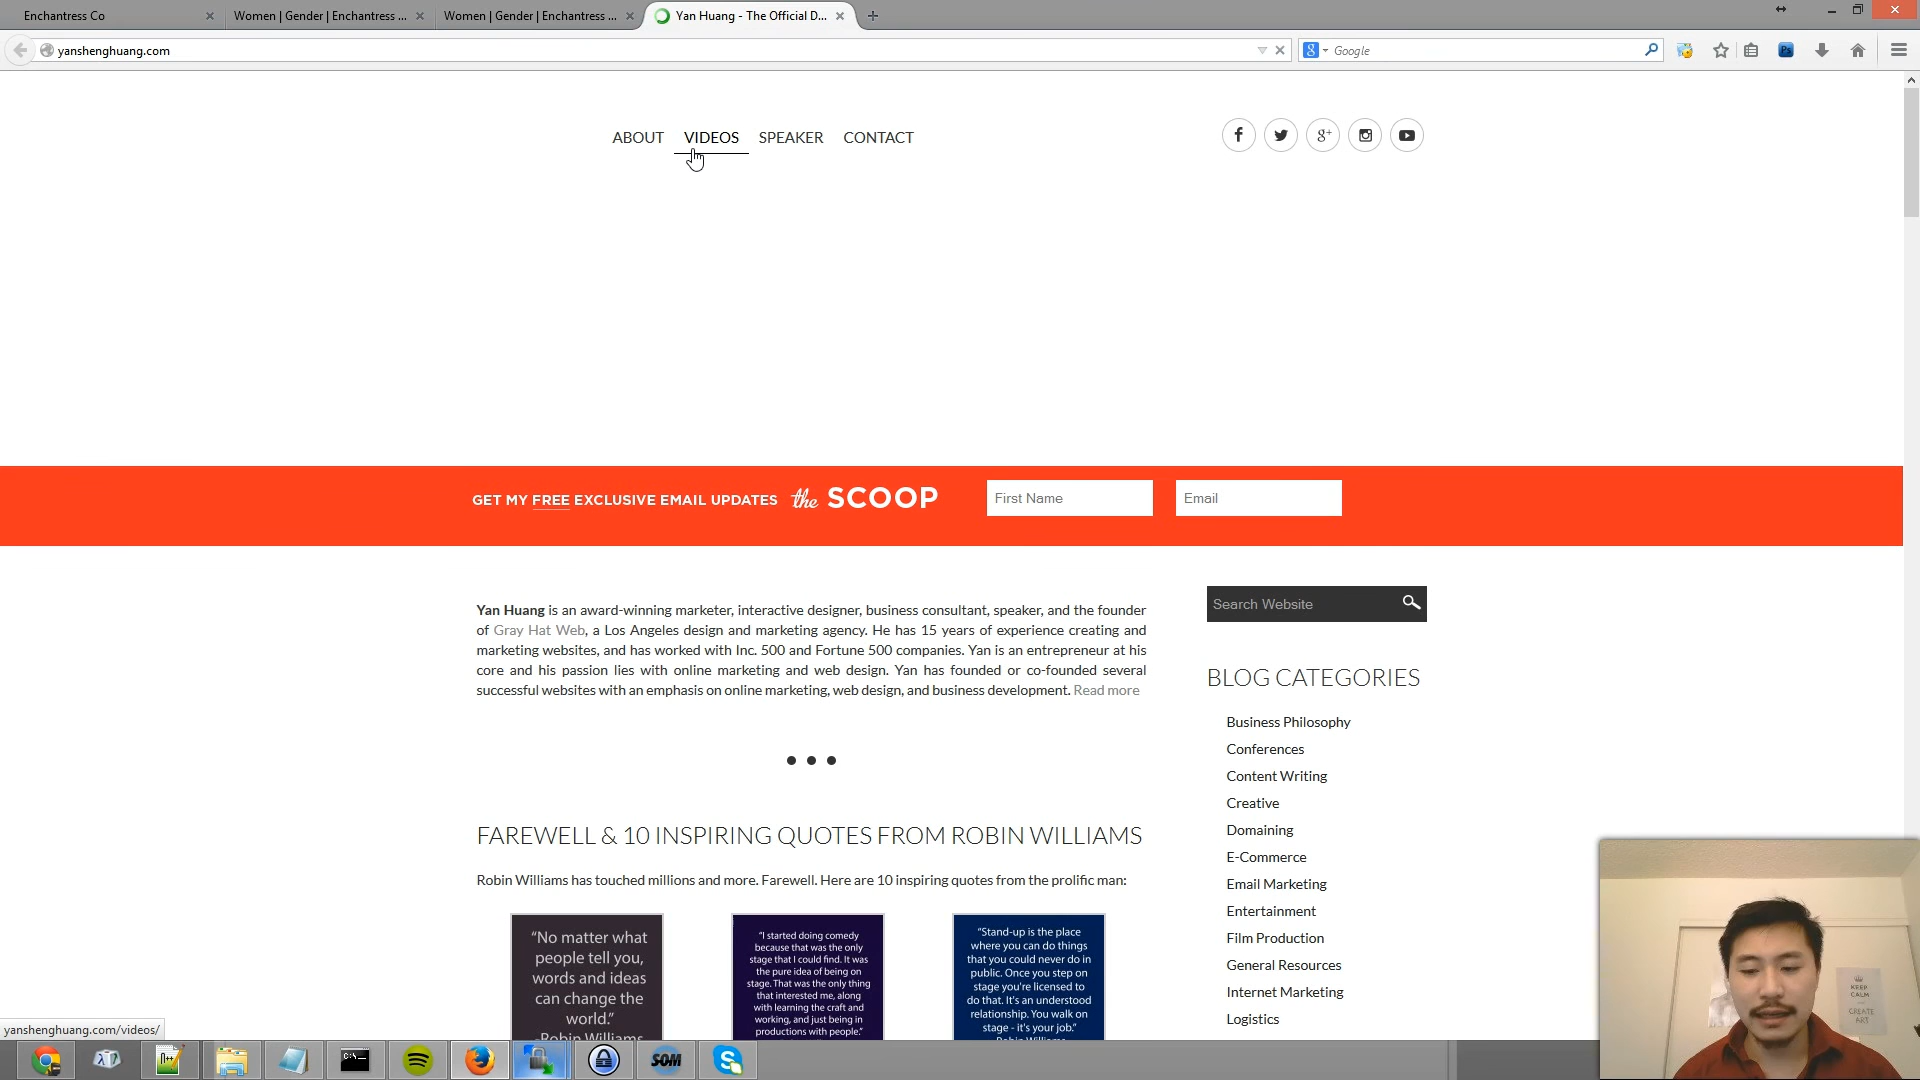 Enchantress Co
Women | Gender | Enchantress ...
Women | Gender | Enchantress ...
Yan Huang - The Official D...
yanshenghuang.com
Google
ABOUT VIDEOS SPEAKER CONTACT
GET MY FREE EXCLUSIVE EMAIL UPDATES the SCOOP
First Name
Email
Yan Huang is an award-winning marketer, interactive designer, business consultant, speaker, and the founder
of Gray Hat Web, a Los Angeles design and marketing agency. He has 15 years of experience creating and
marketing websites, and has worked with Inc. 500 and Fortune 500 companies. Yan is an entrepreneur at his
core and his passion lies with online marketing and web design. Yan has founded or co-founded several
successful websites with an emphasis on online marketing, web design, and business development. Read more
FAREWELL & 10 INSPIRING QUOTES FROM ROBIN WILLIAMS
Robin Williams has touched millions and more. Farewell. Here are 10 inspiring quotes from the prolific man:
“No matter what
people tell you,
words and ideas
can change the
world.”
-Robin Williams
“I started doing comedy
because that was the only
stage that I could find. It was
the pure idea of being on
stage. That was the only thing
that interested me, along
with learning the craft and
working, and just being in
productions with people.”
“Stand-up is the place
where you can do things
that you could never do in
public. Once you step on
stage you're licensed to
do that. It's an understood
relationship. You walk on
stage - it's your job.”
Robin Williams
Search Website
BLOG CATEGORIES
Business Philosophy
Conferences
Content Writing
Creative
Domaining
E-Commerce
Email Marketing
Entertainment
Film Production
General Resources
Internet Marketing
Logistics
yanshenghuang.com/videos/
KEEP
CALM
CREATE
ART
SOM